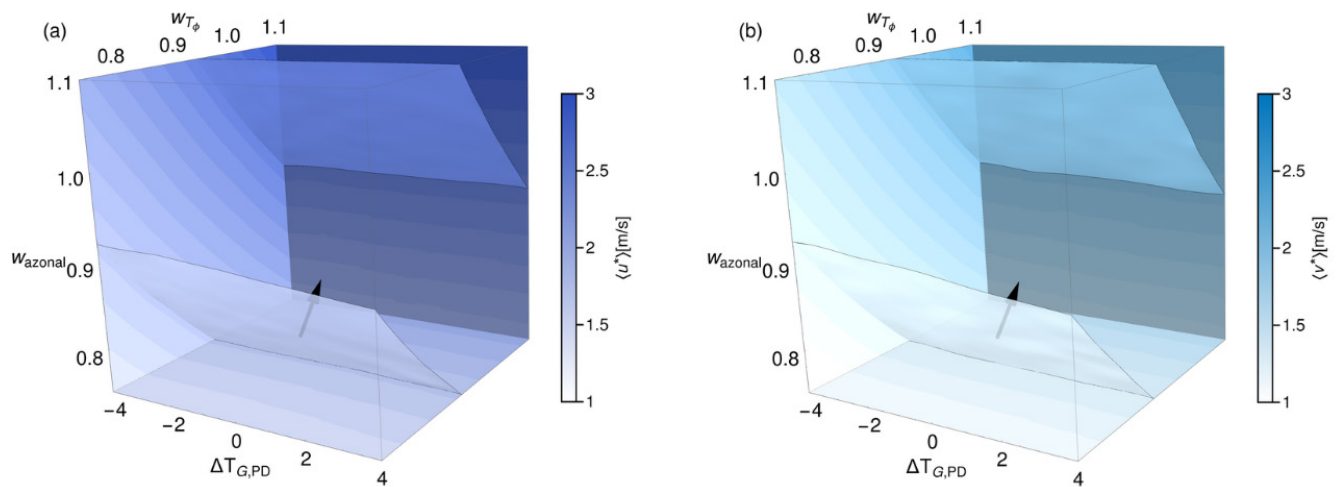 (a)
w_{T_ϕ}
0.8 0.9 1.0 1.1
1.1
1.0
w_azonal 0.9
0.8
−4 −2 0 2 4
ΔT_{G,PD}
3
2.5
2
1.5
1
⟨u*⟩[m/s]
(b)
w_{T_ϕ}
0.8 0.9 1.0 1.1
1.1
1.0
w_azonal 0.9
0.8
−4 −2 0 2 4
ΔT_{G,PD}
3
2.5
2
1.5
1
⟨v*⟩[m/s]